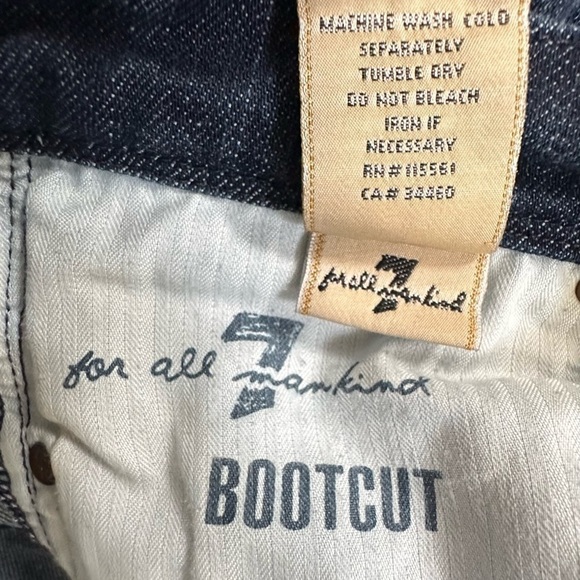 MACHINE WASH COLD
SEPARATELY
TUMBLE DRY
DO NOT BLEACH
IRON IF
NECESSARY
RN# 115561
CA# 34460
7
for all mankind
7
for all mankind
BOOTCUT